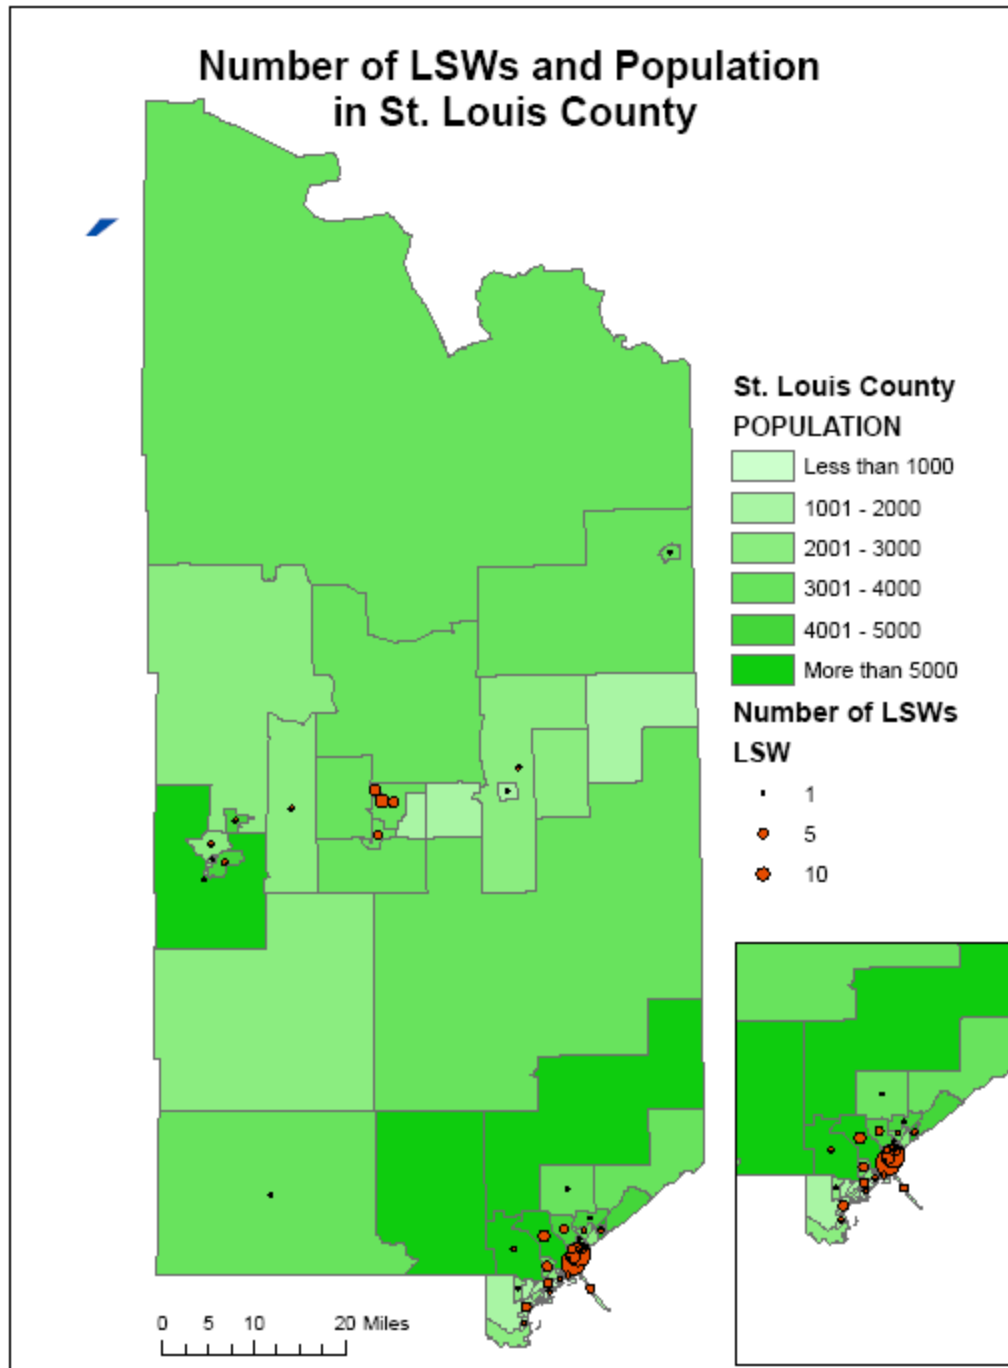 Number of LSWs and Population
in St. Louis County
St. Louis County
POPULATION
Less than 1000
1001 - 2000
2001 - 3000
3001 - 4000
4001 - 5000
More than 5000
Number of LSWs
LSW
1
5
10
0 5 10 20 Miles